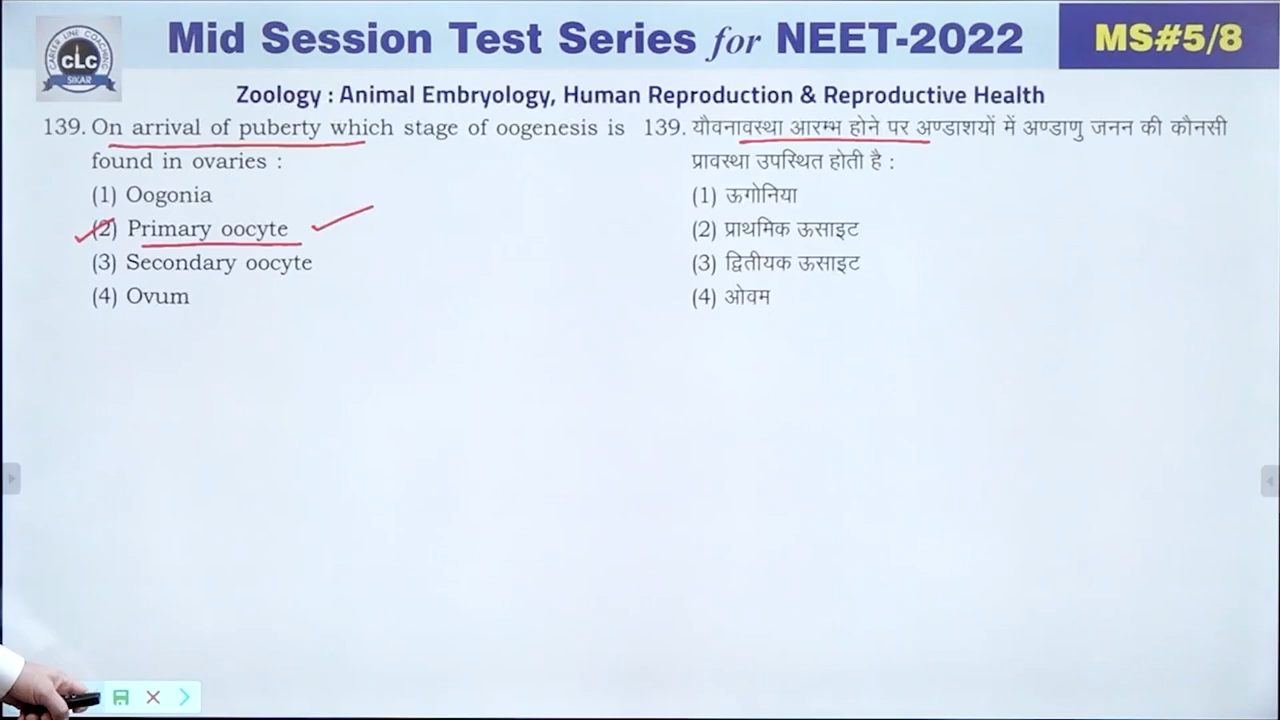 CAREER LINE COACHING
CLC
SIKAR
Mid Session Test Series for NEET-2022
MS#5/8
Zoology : Animal Embryology, Human Reproduction & Reproductive Health
139. On arrival of puberty which stage of oogenesis is
found in ovaries :
(1) Oogonia
(2) Primary oocyte
(3) Secondary oocyte
(4) Ovum
139. यौवनावस्था आरम्भ होने पर अण्डाशयों में अण्डाणु जनन की कौनसी
प्रावस्था उपस्थित होती है :
(1) ऊगोनिया
(2) प्राथमिक ऊसाइट
(3) द्वितीयक ऊसाइट
(4) ओवम